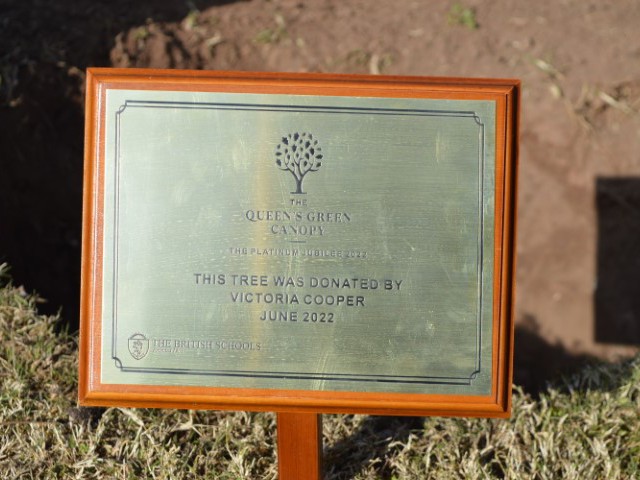 THE
QUEEN'S GREEN
CANOPY
THE PLATINUM JUBILEE 2022
THIS TREE WAS DONATED BY
VICTORIA COOPER
JUNE 2022
THE BRITISH SCHOOLS